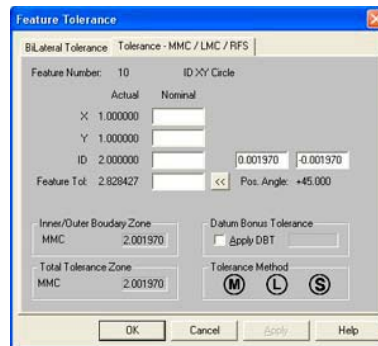 Feature Tolerance
BiLateral Tolerance Tolerance - MMC / LMC / RFS
Feature Number: 10 ID XY Circle
Actual Nominal
X 1.000000
Y 1.000000
ID 2.000000 0.001970 -0.001970
Feature Tol: 2.828427 << Pos. Angle: +45.000
Inner/Outer Boudary Zone Datum Bonus Tolerance
MMC 2.001970 Apply DBT
Total Tolerance Zone Tolerance Method
MMC 2.001970 M L S
OK Cancel Apply Help